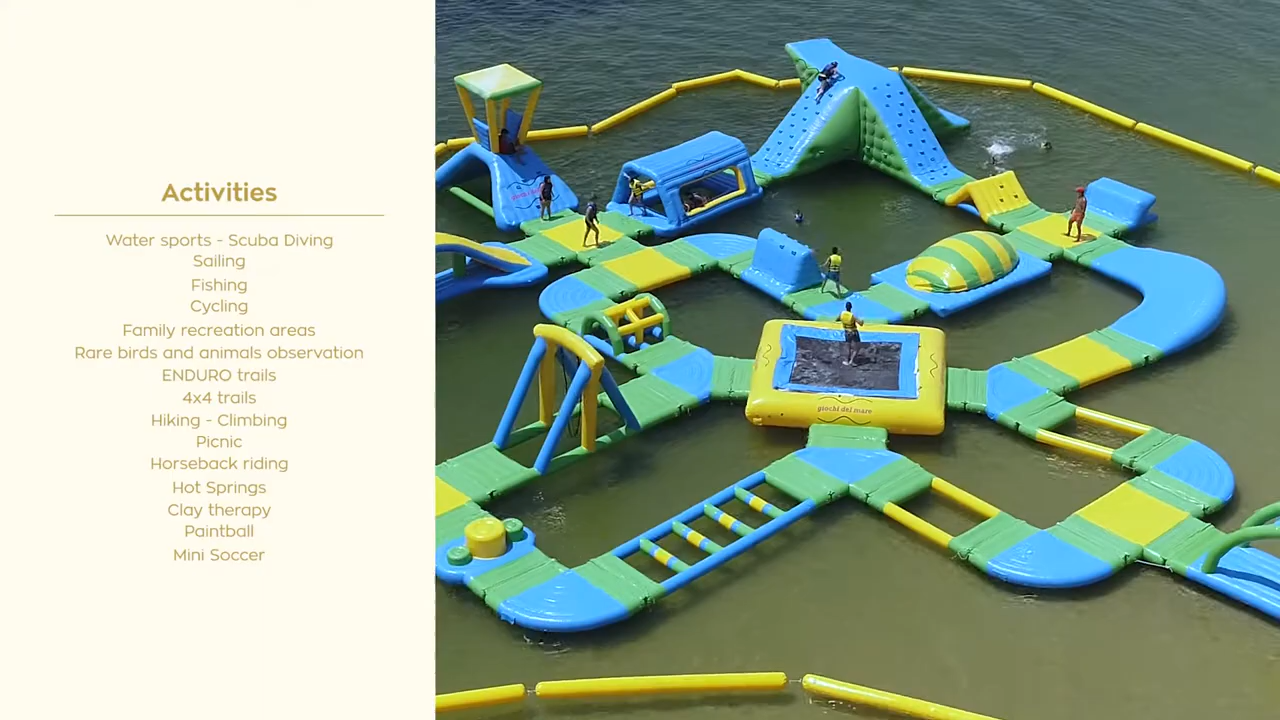 Activities
Water sports - Scuba Diving
Sailing
Fishing
Cycling
Family recreation areas
Rare birds and animals observation
ENDURO trails
4x4 trails
Hiking - Climbing
Picnic
Horseback riding
Hot Springs
Clay therapy
Paintball
Mini Soccer
giochi del mare